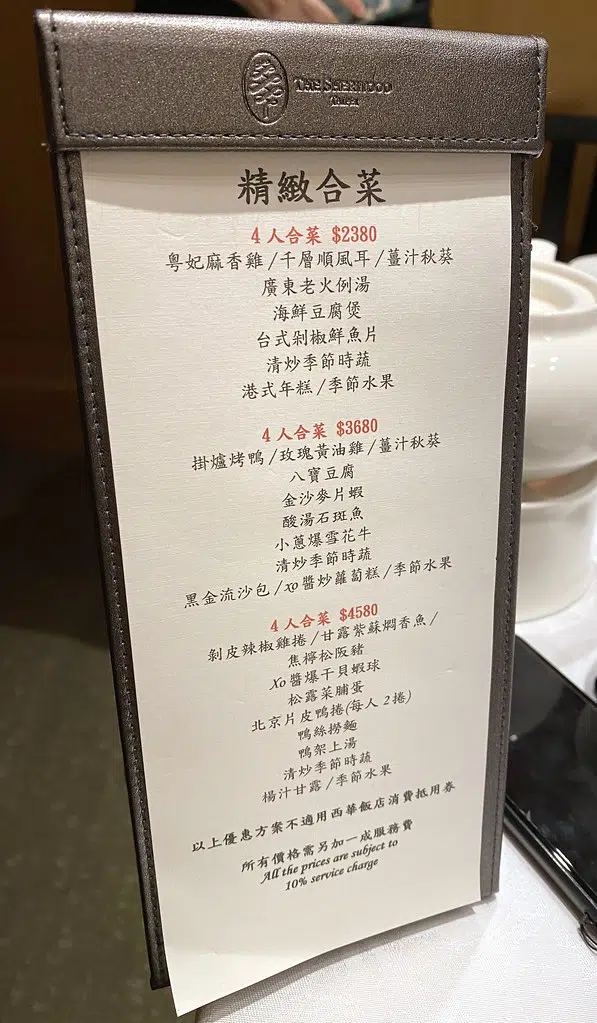 THE SHERWOOD
TAIPEI
精緻合菜
4人合菜 $2380
粵妃麻香雞/千層順風耳/薑汁秋葵
廣東老火例湯
海鮮豆腐煲
台式剁椒鮮魚片
清炒季節時蔬
港式年糕/季節水果
4人合菜 $3680
掛爐烤鴨/玫瑰黃油雞/薑汁秋葵
八寶豆腐
金沙麥片蝦
酸湯石斑魚
小蔥爆雪花牛
清炒季節時蔬
黑金流沙包/xo醬炒蘿蔔糕/季節水果
4人合菜 $4580
剝皮辣椒雞捲/甘露紫蘇燜香魚/
焦檸松阪豬
Xo醬爆干貝蝦球
松露菜脯蛋
北京片皮鴨捲(每人2捲)
鴨絲撈麵
鴨架上湯
清炒季節時蔬
楊汁甘露/季節水果
以上優惠方案不適用西華飯店消費抵用券
所有價格需另加一成服務費
All the prices are subject to
10% service charge